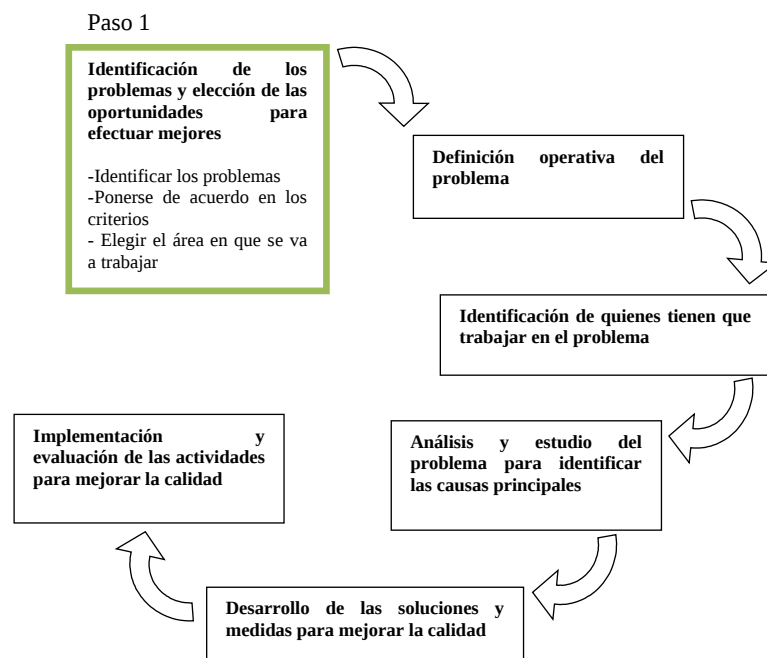 Paso 1
Identificación de los
problemas y elección de las
oportunidades para
efectuar mejores
-Identificar los problemas
-Ponerse de acuerdo en los
criterios
- Elegir el área en que se va
a trabajar
Definición operativa del
problema
Identificación de quienes tienen que
trabajar en el problema
Análisis y estudio del
problema para identificar
las causas principales
Desarrollo de las soluciones y
medidas para mejorar la calidad
Implementación y
evaluación de las actividades
para mejorar la calidad